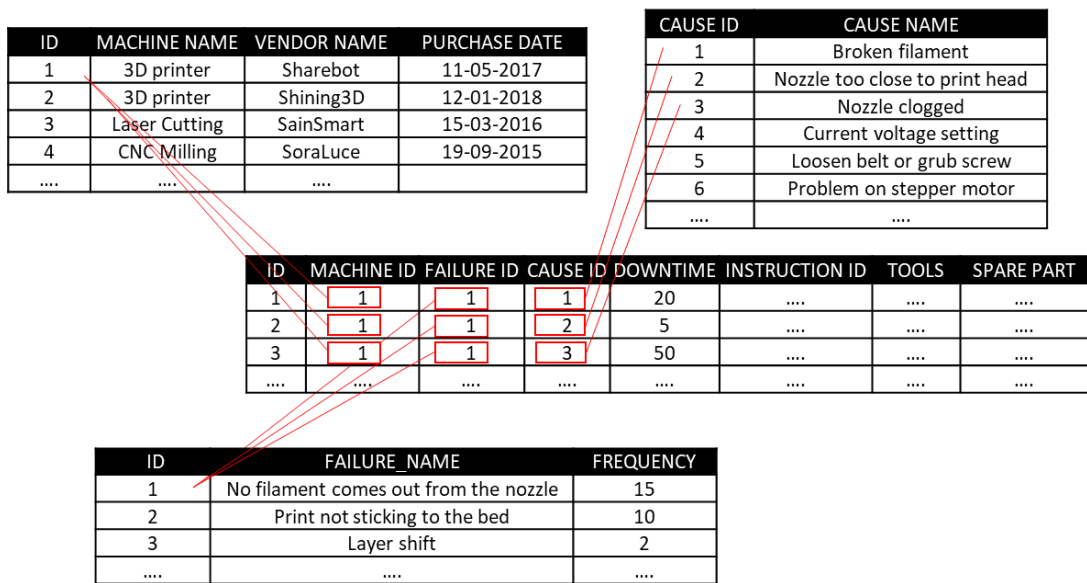 ID MACHINE NAME VENDOR NAME PURCHASE DATE
1 3D printer Sharebot 11-05-2017
2 3D printer Shining3D 12-01-2018
3 Laser Cutting SainSmart 15-03-2016
4 CNC Milling SoraLuce 19-09-2015
.... .... ....
CAUSE ID CAUSE NAME
1 Broken filament
2 Nozzle too close to print head
3 Nozzle clogged
4 Current voltage setting
5 Loosen belt or grub screw
6 Problem on stepper motor
.... ....
ID MACHINE ID FAILURE ID CAUSE ID DOWNTIME INSTRUCTION ID TOOLS SPARE PART
1 1 1 1 20 .... .... ....
2 1 1 2 5 .... .... ....
3 1 1 3 50 .... .... ....
.... .... .... .... .... .... .... ....
ID FAILURE_NAME FREQUENCY
1 No filament comes out from the nozzle 15
2 Print not sticking to the bed 10
3 Layer shift 2
.... .... ....